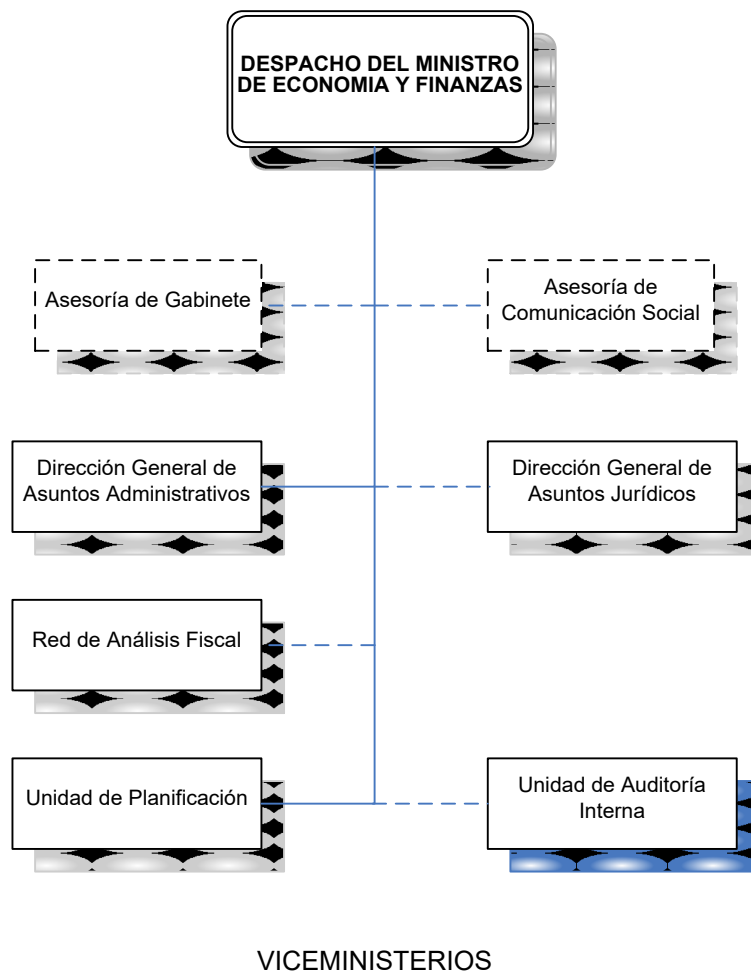 DESPACHO DEL MINISTRO
DE ECONOMIA Y FINANZAS
Asesoría de Gabinete
Asesoría de
Comunicación Social
Dirección General de
Asuntos Administrativos
Dirección General de
Asuntos Jurídicos
Red de Análisis Fiscal
Unidad de Planificación
Unidad de Auditoría
Interna
VICEMINISTERIOS